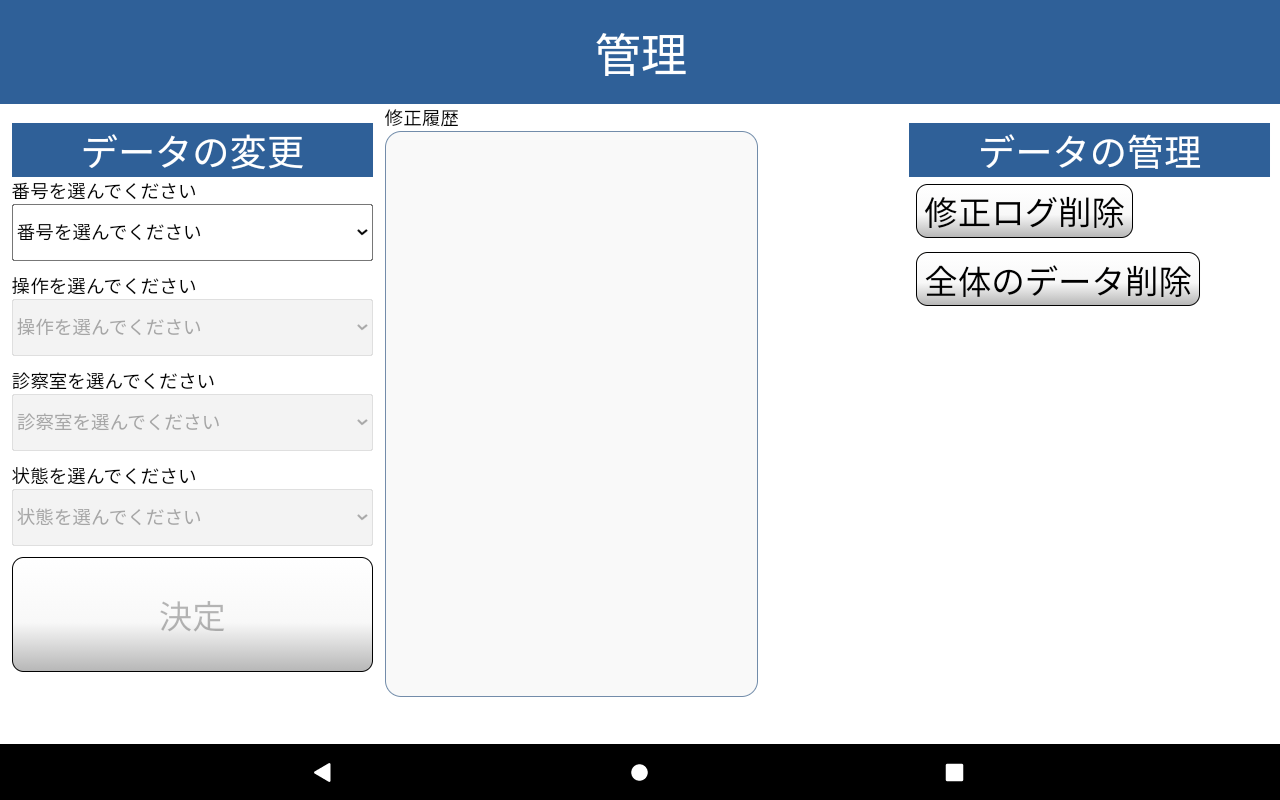 管理
データの変更
番号を選んでください
番号を選んでください
操作を選んでください
操作を選んでください
診察室を選んでください
診察室を選んでください
状態を選んでください
状態を選んでください
決定
修正履歴
データの管理
修正ログ削除
全体のデータ削除